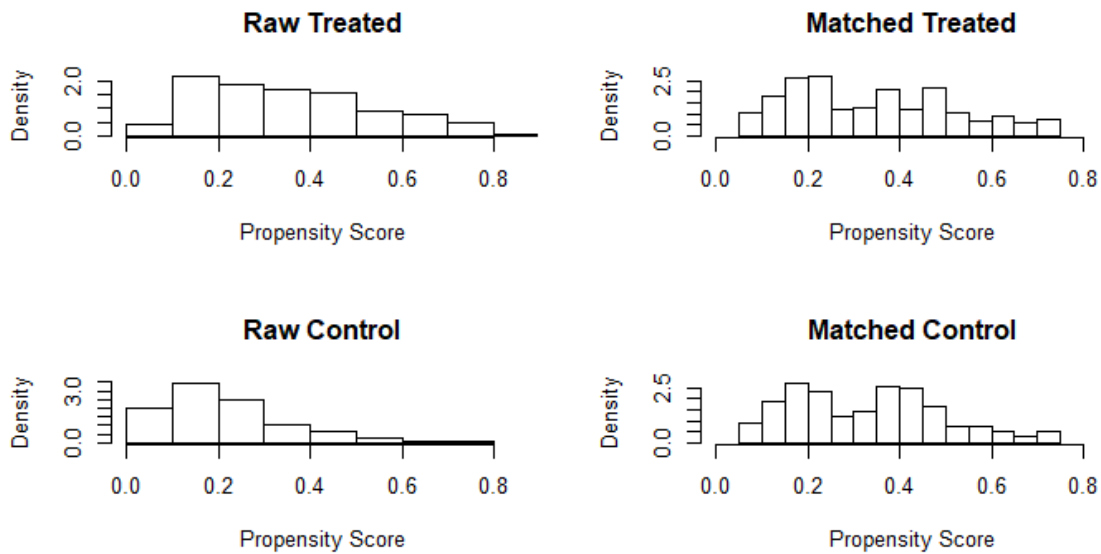 Raw Treated
Density
0.0 2.0
0.0 0.2 0.4 0.6 0.8
Propensity Score
Matched Treated
Density
0.0 2.5
0.0 0.2 0.4 0.6 0.8
Propensity Score
Raw Control
Density
0.0 3.0
0.0 0.2 0.4 0.6 0.8
Propensity Score
Matched Control
Density
0.0 2.5
0.0 0.2 0.4 0.6 0.8
Propensity Score